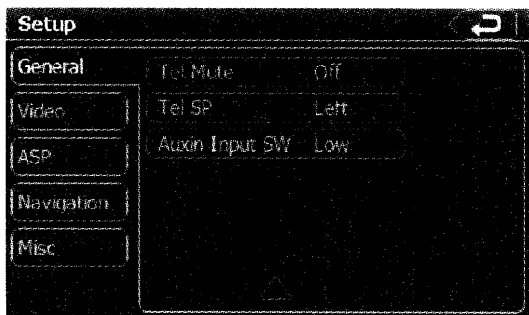 Setup
General
Tel Mute Off
Video
Tel SP Left
Auxin Input SW Low
ASP
Navigation
Misc